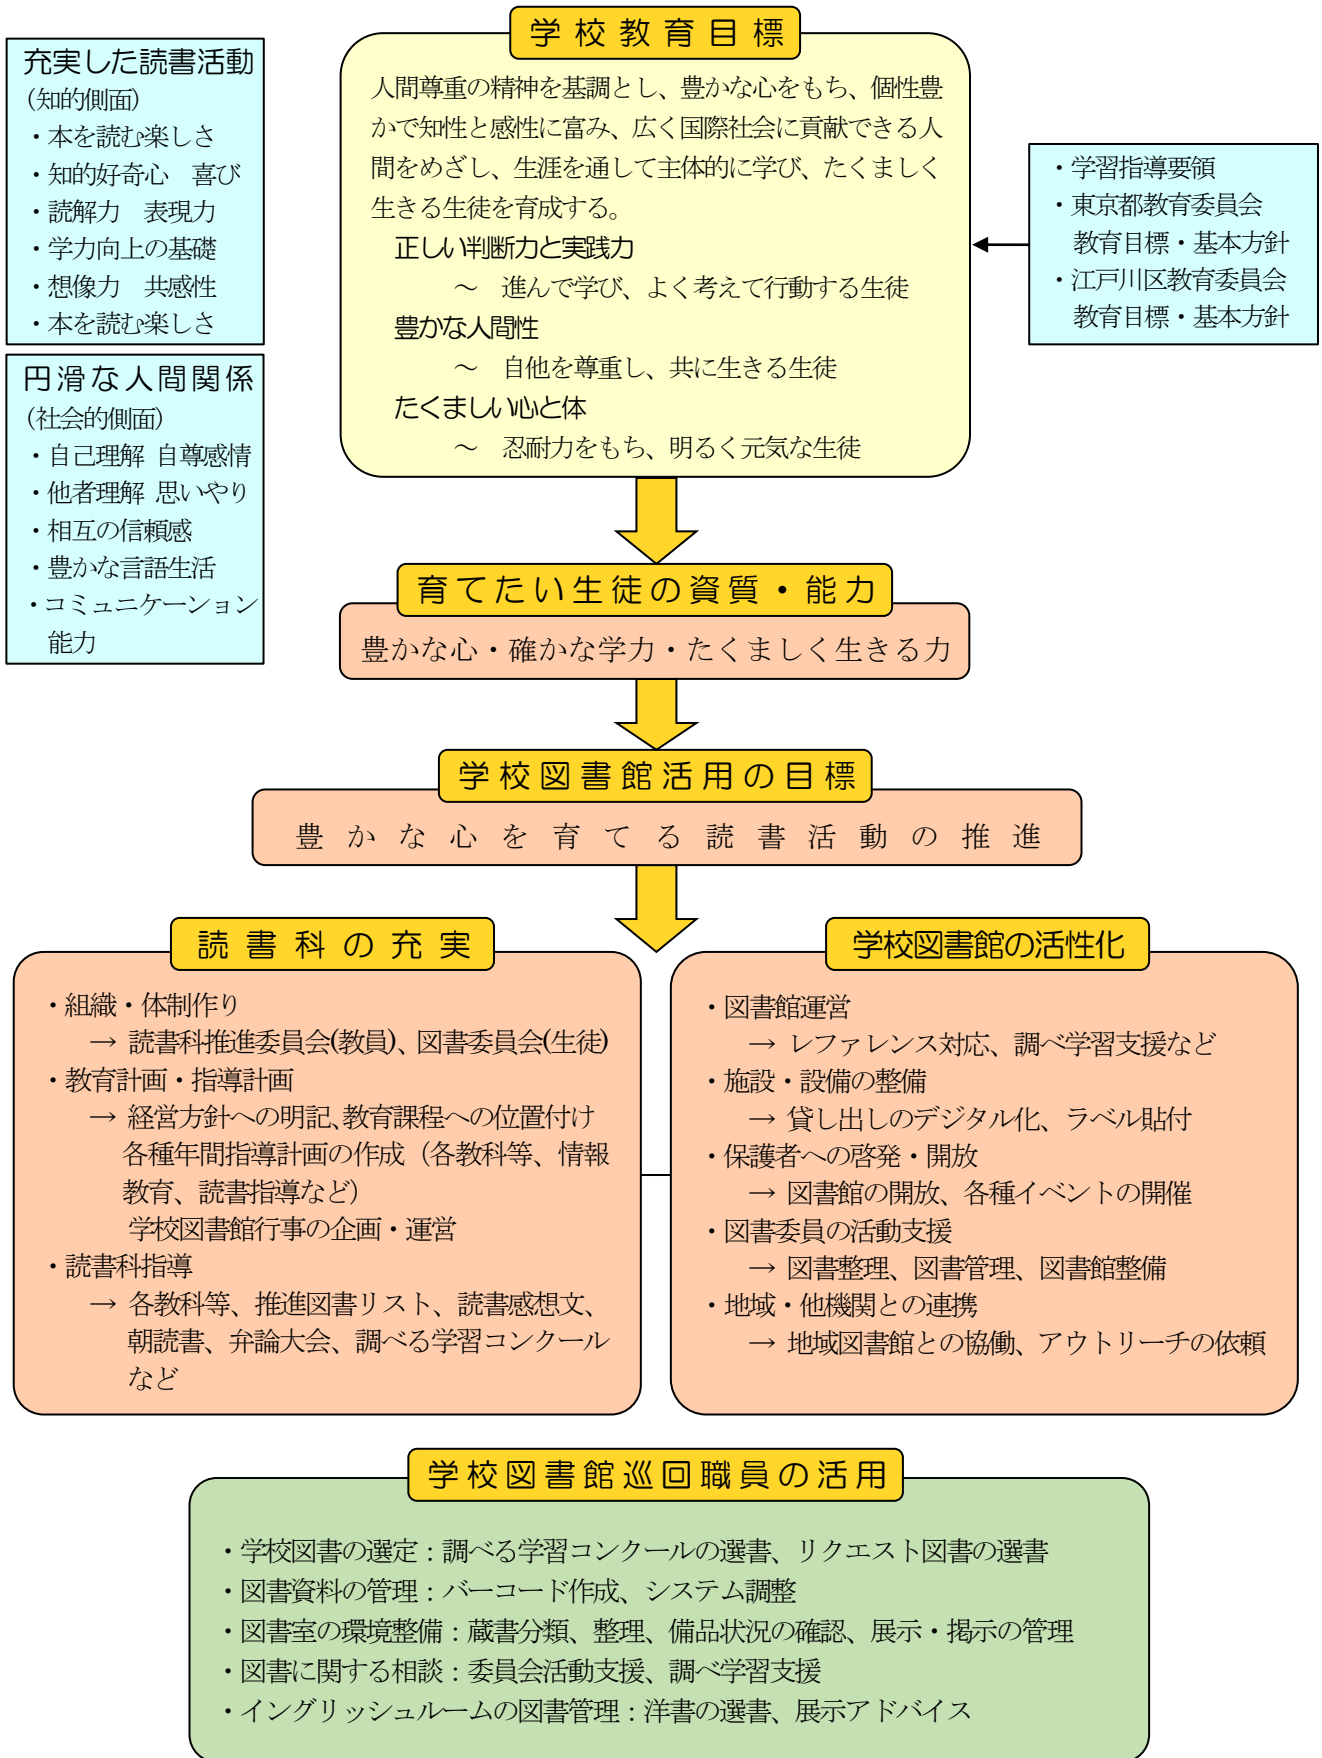 学校教育目標
人間尊重の精神を基調とし、豊かな心をもち、個性豊
かで知性と感性に富み、広く国際社会に貢献できる人
間をめざし、生涯を通して主体的に学び、たくましく
生きる生徒を育成する。
正しい判断力と実践力
～　進んで学び、よく考えて行動する生徒
豊かな人間性
～　自他を尊重し、共に生きる生徒
たくましい心と体
～　忍耐力をもち、明るく元気な生徒
充実した読書活動
(知的側面)
・本を読む楽しさ
・知的好奇心　喜び
・読解力　表現力
・学力向上の基礎
・想像力　共感性
・本を読む楽しさ
円滑な人間関係
(社会的側面)
・自己理解 自尊感情
・他者理解 思いやり
・相互の信頼感
・豊かな言語生活
・コミュニケーション
能力
・学習指導要領
・東京都教育委員会
教育目標・基本方針
・江戸川区教育委員会
教育目標・基本方針
育てたい生徒の資質・能力
豊かな心・確かな学力・たくましく生きる力
学校図書館活用の目標
豊かな心を育てる読書活動の推進
読書科の充実
・組織・体制作り
→ 読書科推進委員会(教員)、図書委員会(生徒)
・教育計画・指導計画
→ 経営方針への明記、教育課程への位置付け
各種年間指導計画の作成（各教科等、情報
教育、読書指導など）
学校図書館行事の企画・運営
・読書科指導
→ 各教科等、推進図書リスト、読書感想文、
朝読書、弁論大会、調べる学習コンクール
など
学校図書館の活性化
・図書館運営
→ レファレンス対応、調べ学習支援など
・施設・設備の整備
→ 貸し出しのデジタル化、ラベル貼付
・保護者への啓発・開放
→ 図書館の開放、各種イベントの開催
・図書委員の活動支援
→ 図書整理、図書管理、図書館整備
・地域・他機関との連携
→ 地域図書館との協働、アウトリーチの依頼
学校図書館巡回職員の活用
・学校図書の選定：調べる学習コンクールの選書、リクエスト図書の選書
・図書資料の管理：バーコード作成、システム調整
・図書室の環境整備：蔵書分類、整理、備品状況の確認、展示・掲示の管理
・図書に関する相談：委員会活動支援、調べ学習支援
・イングリッシュルームの図書管理：洋書の選書、展示アドバイス